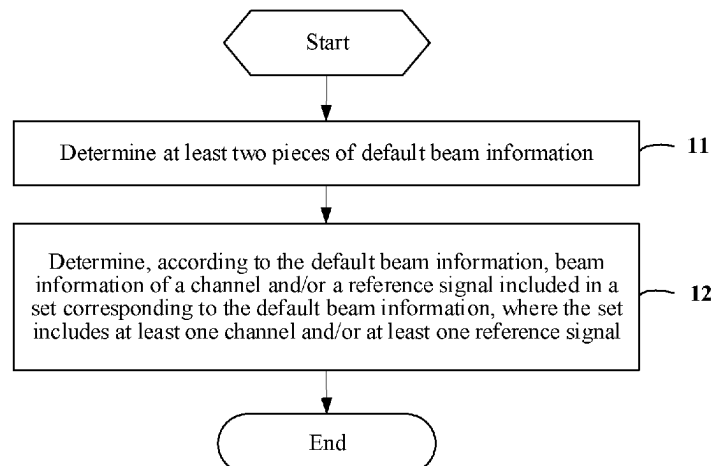 Start
Determine at least two pieces of default beam information
11
Determine, according to the default beam information, beam
information of a channel and/or a reference signal included in a
set corresponding to the default beam information, where the set
includes at least one channel and/or at least one reference signal
12
End